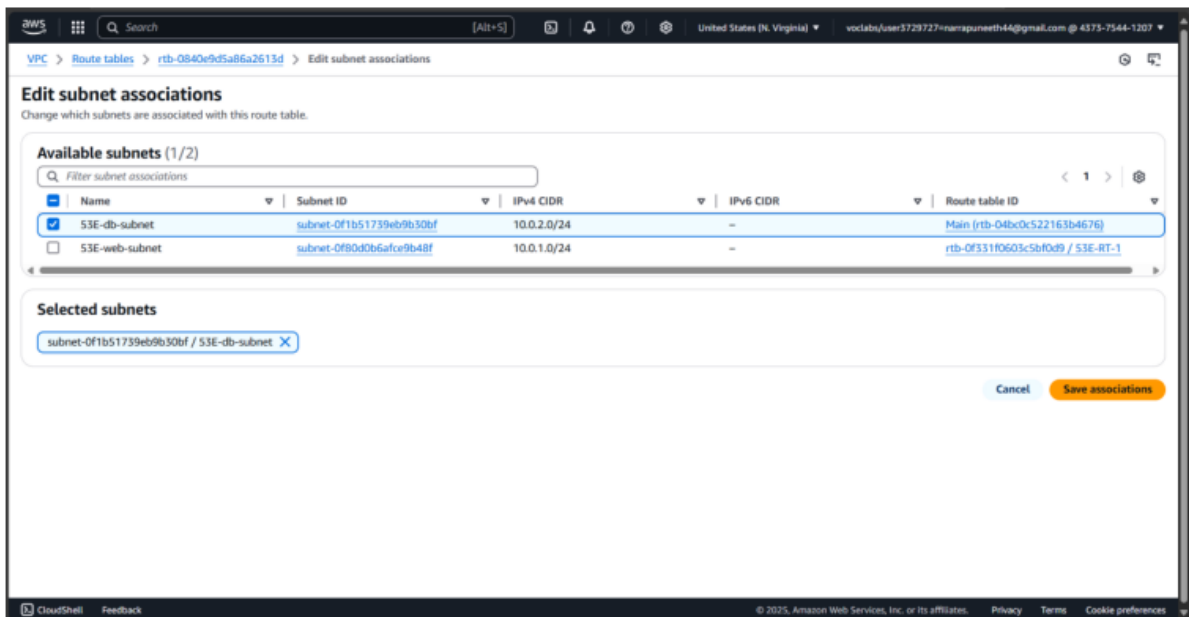 aws Search [Alt+S] United States (N. Virginia) voclabs/user3729727=narrapuneeth44@gmail.com @ 4373-7544-1207
VPC > Route tables > rtb-0840e9d5a86a2613d > Edit subnet associations
Edit subnet associations
Change which subnets are associated with this route table.
Available subnets (1/2)
Filter subnet associations
< 1 >
Name Subnet ID IPv4 CIDR IPv6 CIDR Route table ID
53E-db-subnet subnet-0f1b51739eb9b30bf 10.0.2.0/24 – Main (rtb-04bc0c522163b4676)
53E-web-subnet subnet-0f80d0b6afce9b48f 10.0.1.0/24 – rtb-0f331f0603c5bf0d9 / 53E-RT-1
Selected subnets
subnet-0f1b51739eb9b30bf / 53E-db-subnet
Cancel Save associations
CloudShell Feedback © 2025, Amazon Web Services, Inc. or its affiliates. Privacy Terms Cookie preferences